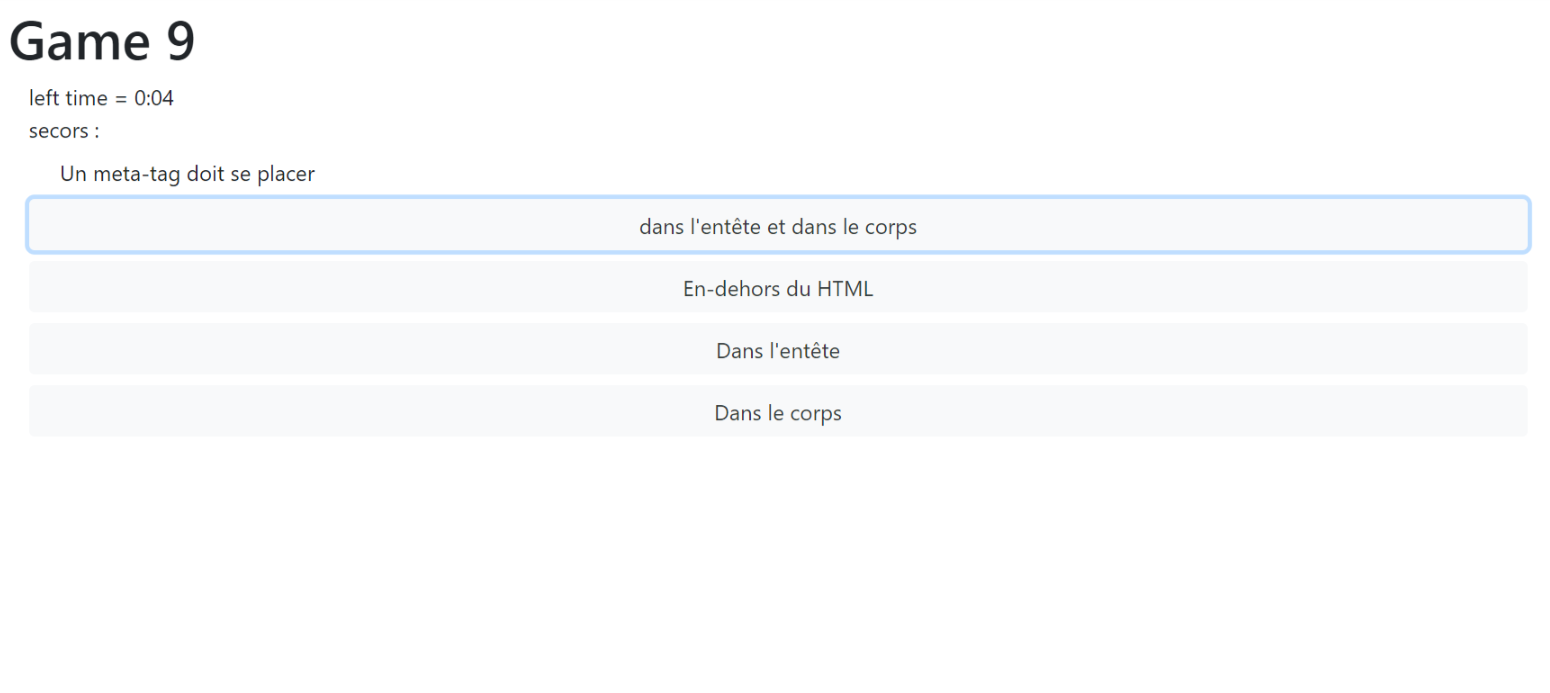 Game 9
left time = 0:04
secors :
Un meta-tag doit se placer
dans l'entête et dans le corps
En-dehors du HTML
Dans l'entête
Dans le corps